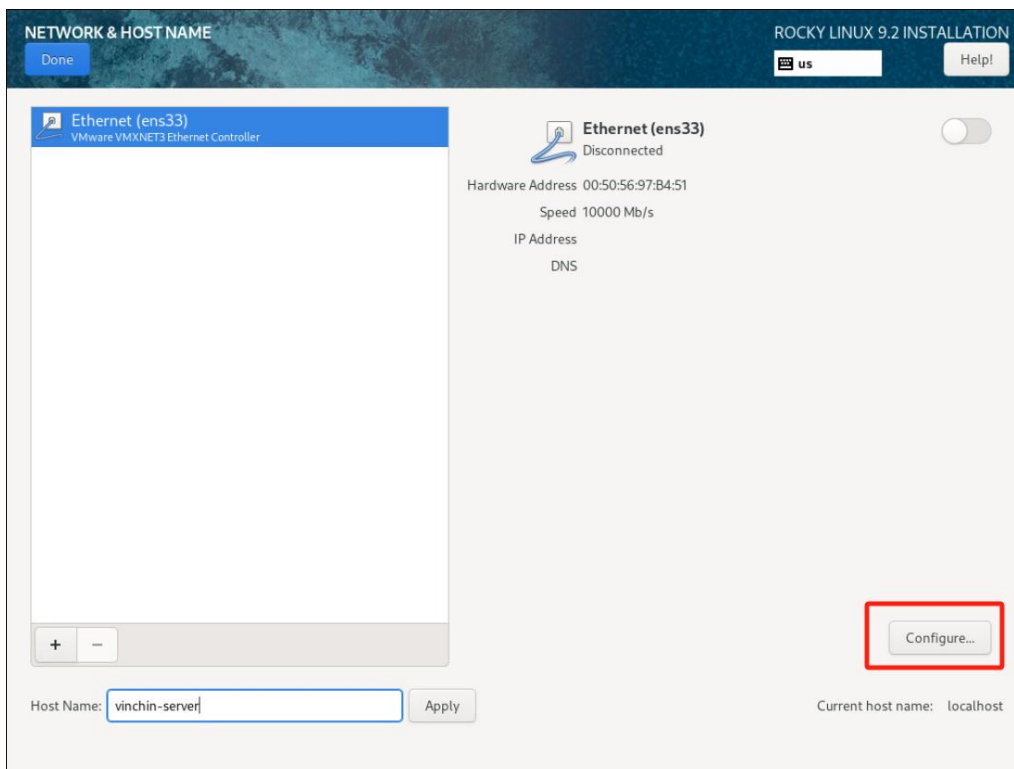 NETWORK & HOST NAME
Done
ROCKY LINUX 9.2 INSTALLATION
us
Help!
Ethernet (ens33)
VMware VMXNET3 Ethernet Controller
Ethernet (ens33)
Disconnected
Hardware Address 00:50:56:97:B4:51
Speed 10000 Mb/s
IP Address
DNS
+ −
Configure...
Host Name: vinchin-server Apply
Current host name: localhost